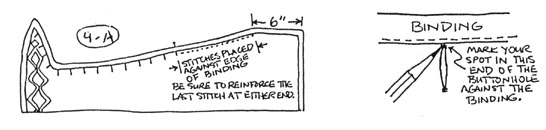 4-A
6"
STITCHES PLACED
AGAINST EDGE
OF BINDING
BE SURE TO REINFORCE THE
LAST STITCH AT EITHER END.
BINDING
MARK YOUR
SPOT IN THIS
END OF THE
BUTTONHOLE
AGAINST THE
BINDING.